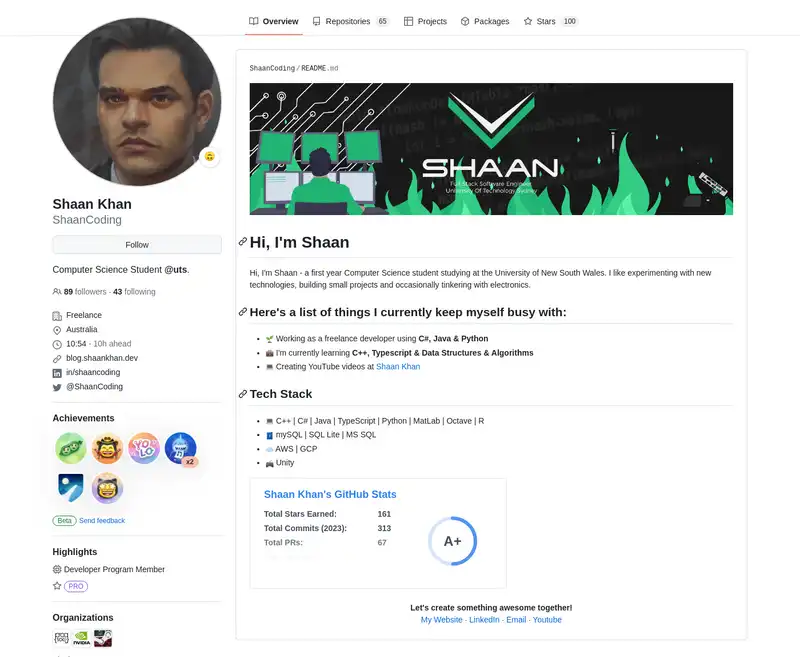 Overview
Repositories 65
Projects
Packages
Stars 100
Shaan Khan
ShaanCoding
Follow
Computer Science Student @uts.
89 followers · 43 following
Freelance
Australia
10:54 - 10h ahead
blog.shaankhan.dev
in/shaancoding
@ShaanCoding
Achievements
YOLO
x2
Beta Send feedback
Highlights
Developer Program Member
PRO
Organizations
NVIDIA
ShaanCoding / README.md
SHAAN
Full Stack Software Engineer
University Of Technology Sydney
Hi, I'm Shaan
Hi, I'm Shaan - a first year Computer Science student studying at the University of New South Wales. I like experimenting with new
technologies, building small projects and occasionally tinkering with electronics.
Here's a list of things I currently keep myself busy with:
Working as a freelance developer using C#, Java & Python
I'm currently learning C++, Typescript & Data Structures & Algorithms
Creating YouTube videos at Shaan Khan
Tech Stack
C++ | C# | Java | TypeScript | Python | MatLab | Octave | R
mySQL | SQL Lite | MS SQL
AWS | GCP
Unity
Shaan Khan's GitHub Stats
Total Stars Earned: 161
Total Commits (2023): 313
Total PRs: 67
A+
Let's create something awesome together!
My Website · LinkedIn · Email · Youtube